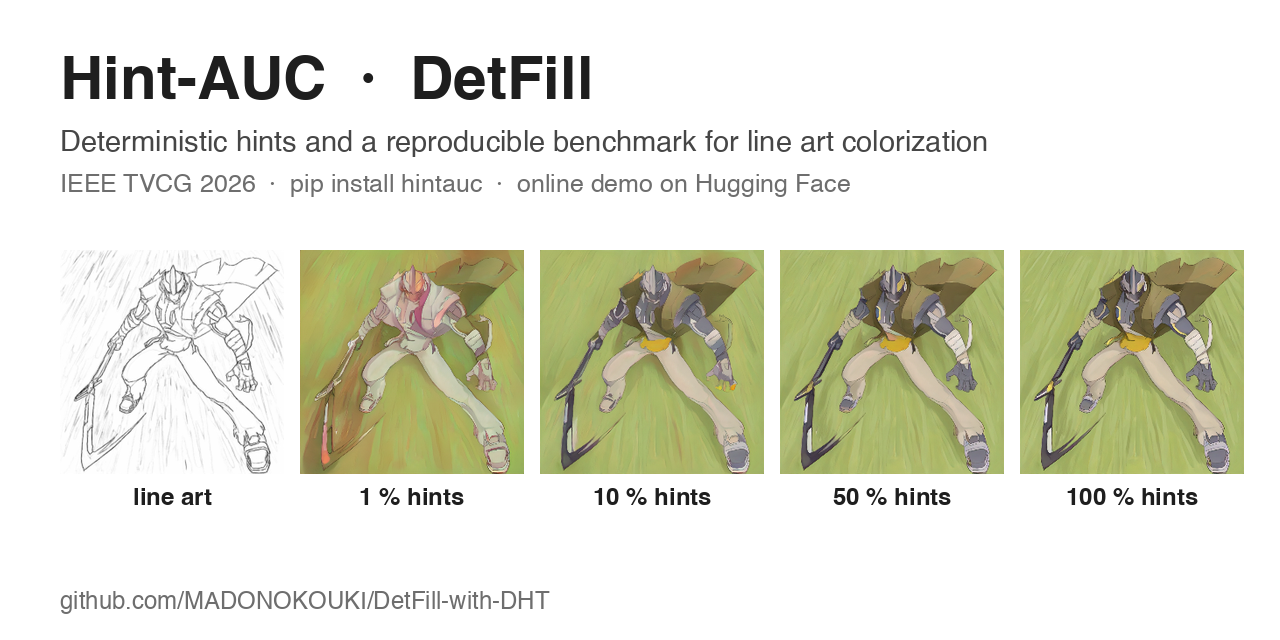 Hint-AUC · DetFill
Deterministic hints and a reproducible benchmark for line art colorization
IEEE TVCG 2026 · pip install hintauc · online demo on Hugging Face
line art
1 % hints
10 % hints
50 % hints
100 % hints
github.com/MADONOKOUKI/DetFill-with-DHT